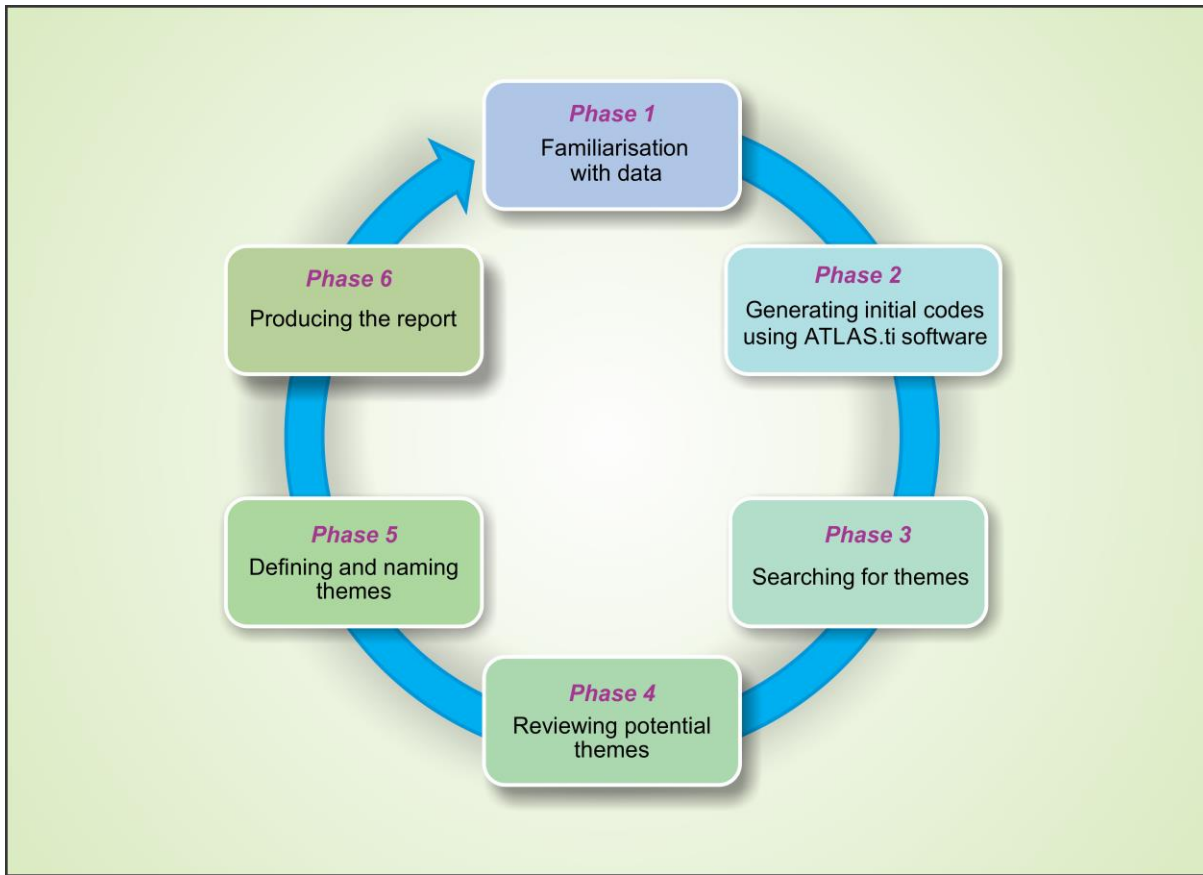 Phase 1
Familiarisation
with data
Phase 2
Generating initial codes
using ATLAS.ti software
Phase 3
Searching for themes
Phase 4
Reviewing potential
themes
Phase 5
Defining and naming
themes
Phase 6
Producing the report